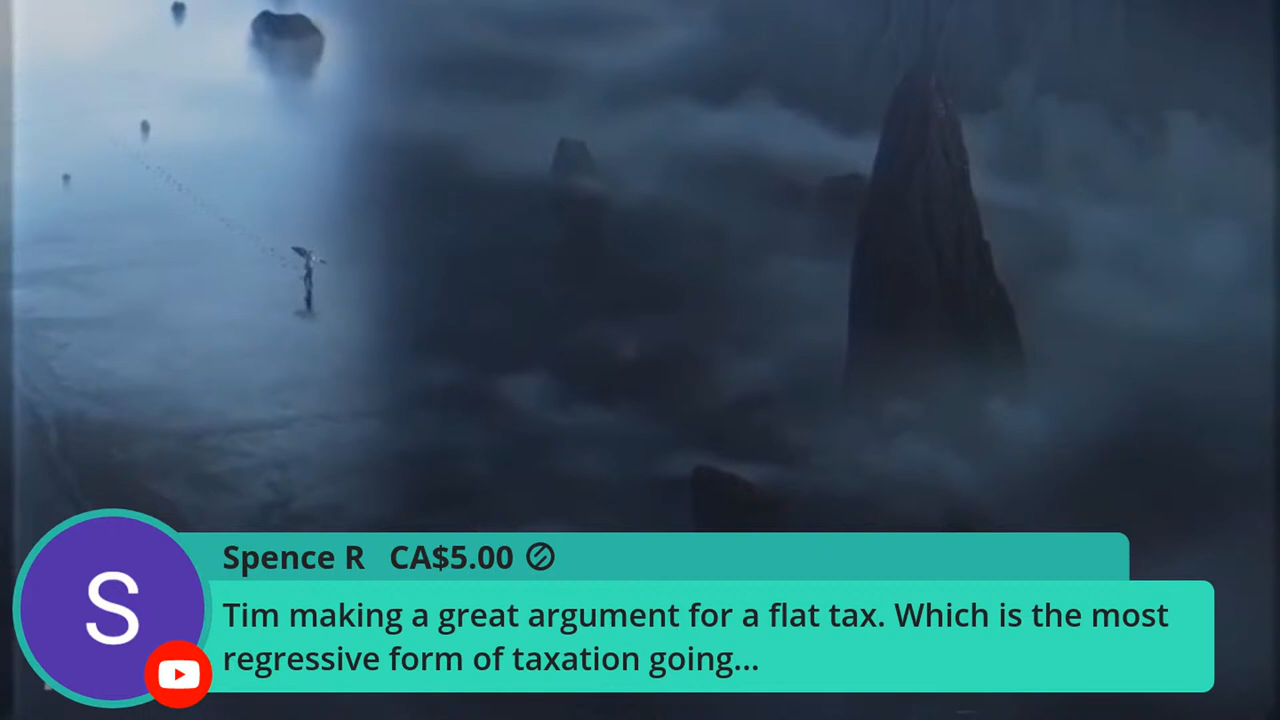 Spence R CA$5.00
S
Tim making a great argument for a flat tax. Which is the most
regressive form of taxation going...